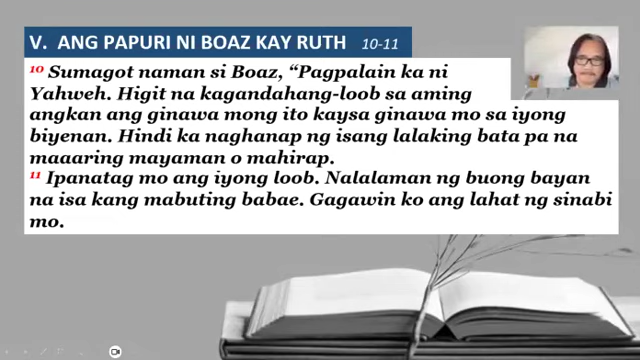 V. ANG PAPURI NI BOAZ KAY RUTH 10-11
10 Sumagot naman si Boaz, “Pagpalain ka ni
Yahweh. Higit na kagandahang-loob sa aming
angkan ang ginawa mong ito kaysa ginawa mo sa iyong
biyenan. Hindi ka naghanap ng isang lalaking bata pa na
maaaring mayaman o mahirap.
11 Ipanatag mo ang iyong loob. Nalalaman ng buong bayan
na isa kang mabuting babae. Gagawin ko ang lahat ng sinabi
mo.